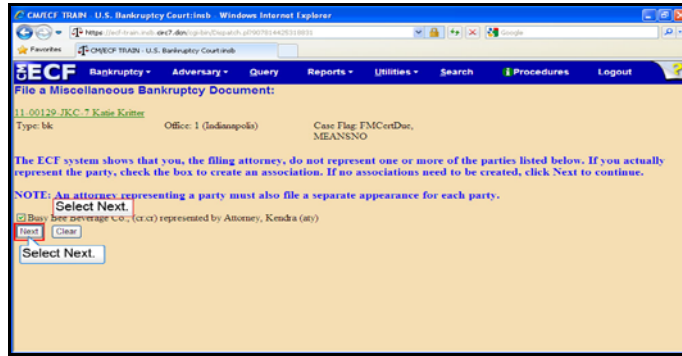 CM/ECF TRAIN - U.S. Bankruptcy Court:insb - Windows Internet Explorer
Google
Favorites CM/ECF TRAIN - U.S. Bankruptcy Court:insb
ECF Bankruptcy Adversary Query Reports Utilities Search Procedures Logout ?
File a Miscellaneous Bankruptcy Document:
11-00129-JKC-7 Katie Kritter
Type: bk Office: 1 (Indianapolis) Case Flag: FMCertDue,
MEANSNO
The ECF system shows that you, the filing attorney, do not represent one or more of the parties listed below. If you actually
represent the party, check the box to create an association. If no associations need to be created, click Next to continue.
NOTE: An attorney representing a party must also file a separate appearance for each party.
Select Next.
Busy Bee Beverage Co., (cr.cr) represented by Attorney, Kendra (aty)
Next Clear
Select Next.